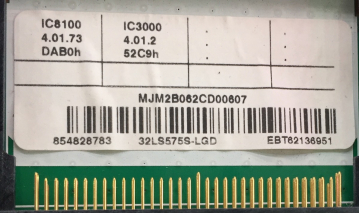 IC8100 IC3000 : :
4.01.73 4.01.2 . .
DAB0h 52C9h : :
MJM2B062CD00607
854828783 32LS575S-LGD EBT62136951